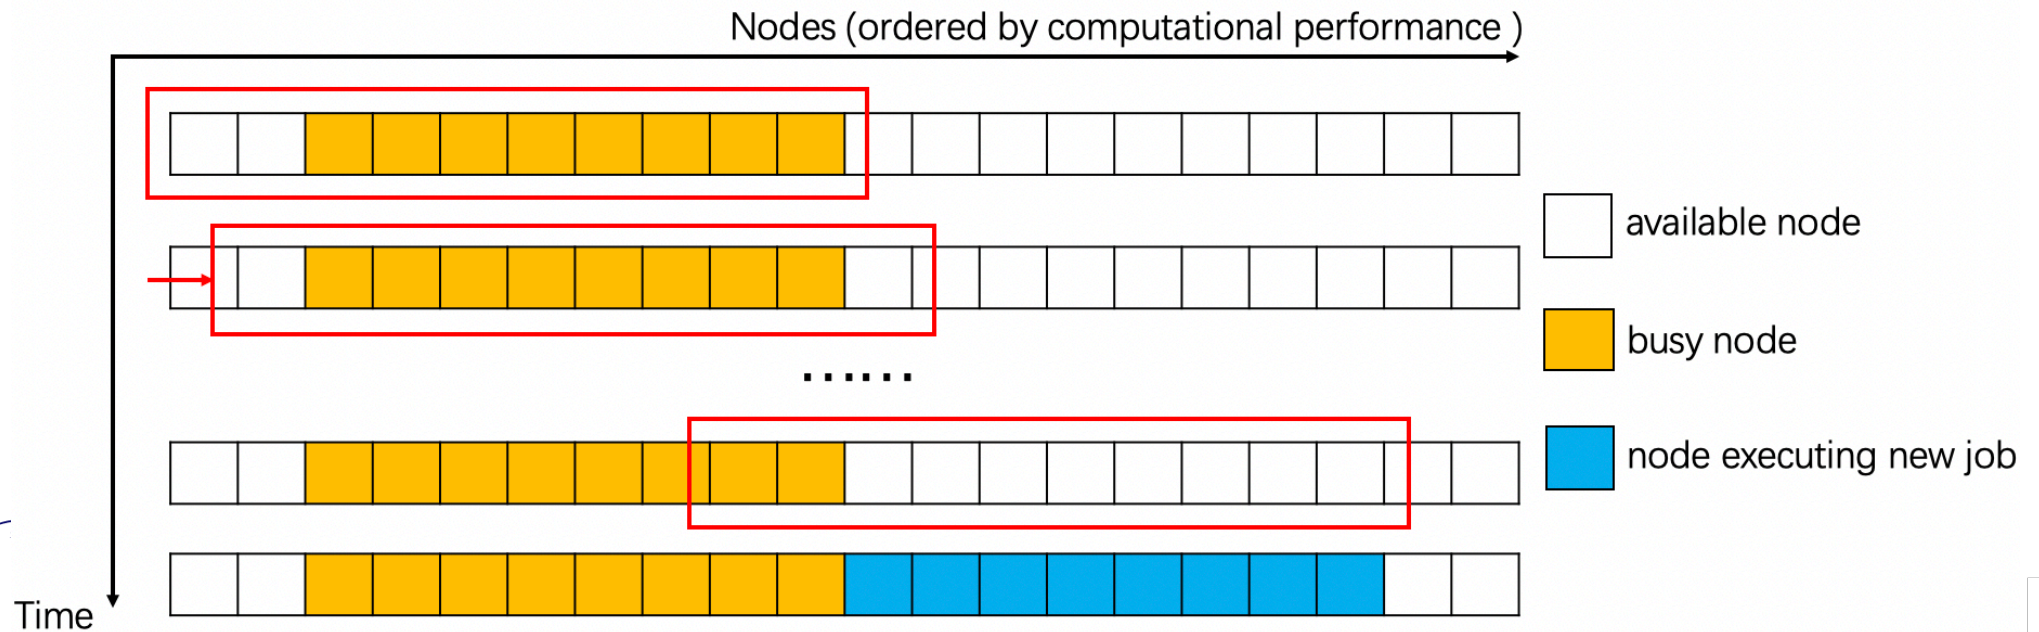 Nodes (ordered by computational performance )
available node
busy node
......
node executing new job
Time